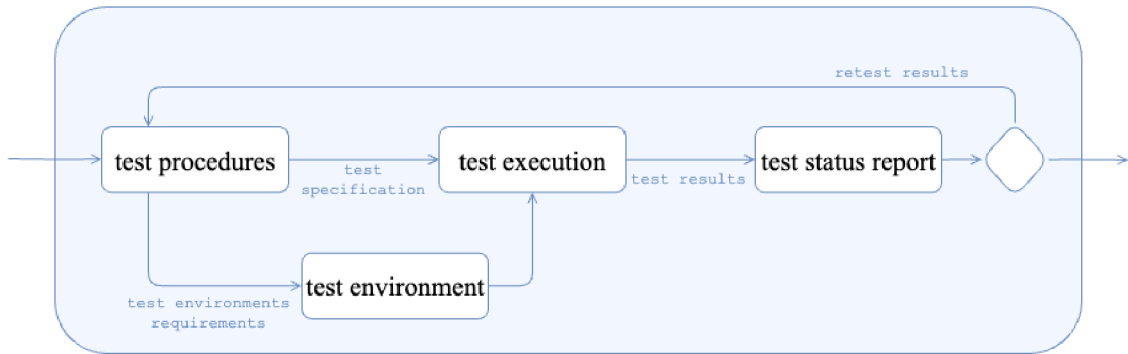 retest results
test procedures
test
specification
test execution
test results
test status report
test environments
requirements
test environment